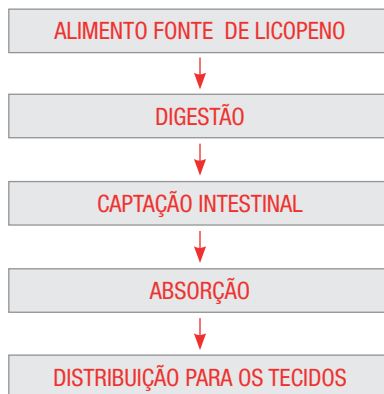 ALIMENTO FONTE DE LICOPENO
DIGESTÃO
CAPTAÇÃO INTESTINAL
ABSORÇÃO
DISTRIBUIÇÃO PARA OS TECIDOS